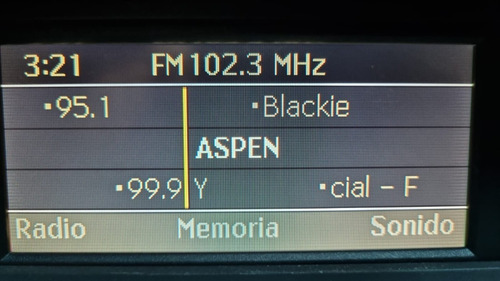 3:21 FM 102.3 MHz
▪95.1 ▪Blackie
ASPEN
▪99.9 Y ▪cial - F
Radio Memoria Sonido